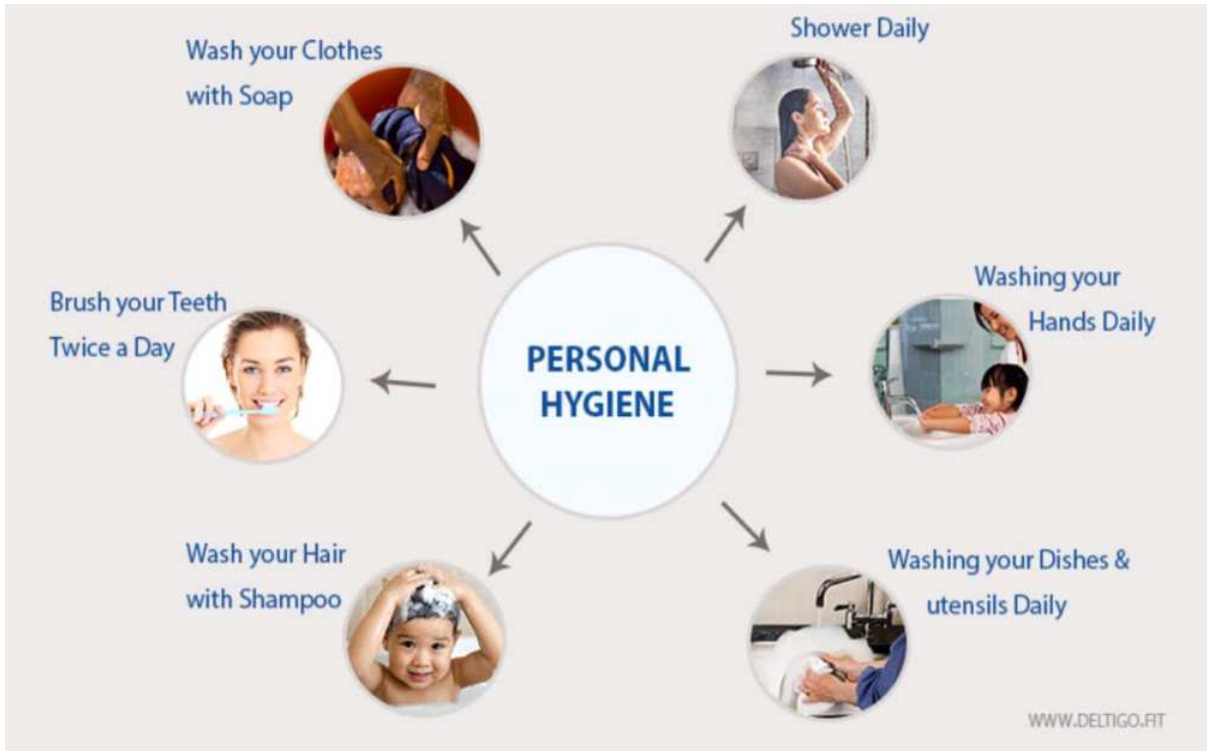 Wash your Clothes
with Soap
Shower Daily
Brush your Teeth
Twice a Day
PERSONAL
HYGIENE
Washing your
Hands Daily
Wash your Hair
with Shampoo
Washing your Dishes &
utensils Daily
WWW.DELTIGO.FIT